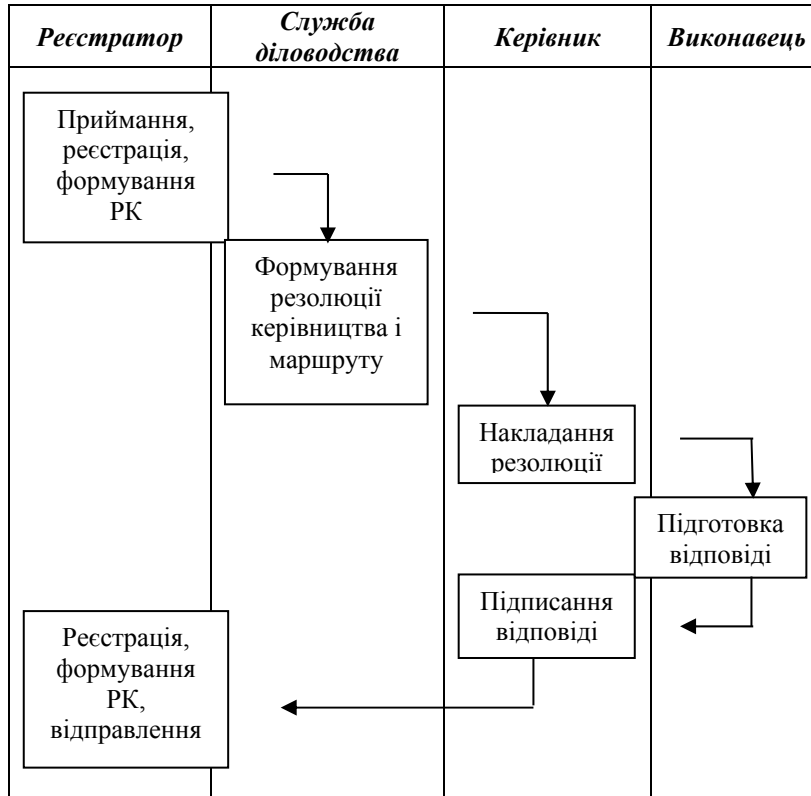 Реєстратор
Служба
діловодства
Керівник
Виконавець
Приймання,
реєстрація,
формування
РК
Формування
резолюції
керівництва і
маршруту
Накладання
резолюції
Підготовка
відповіді
Підписання
відповіді
Реєстрація,
формування
РК,
відправлення